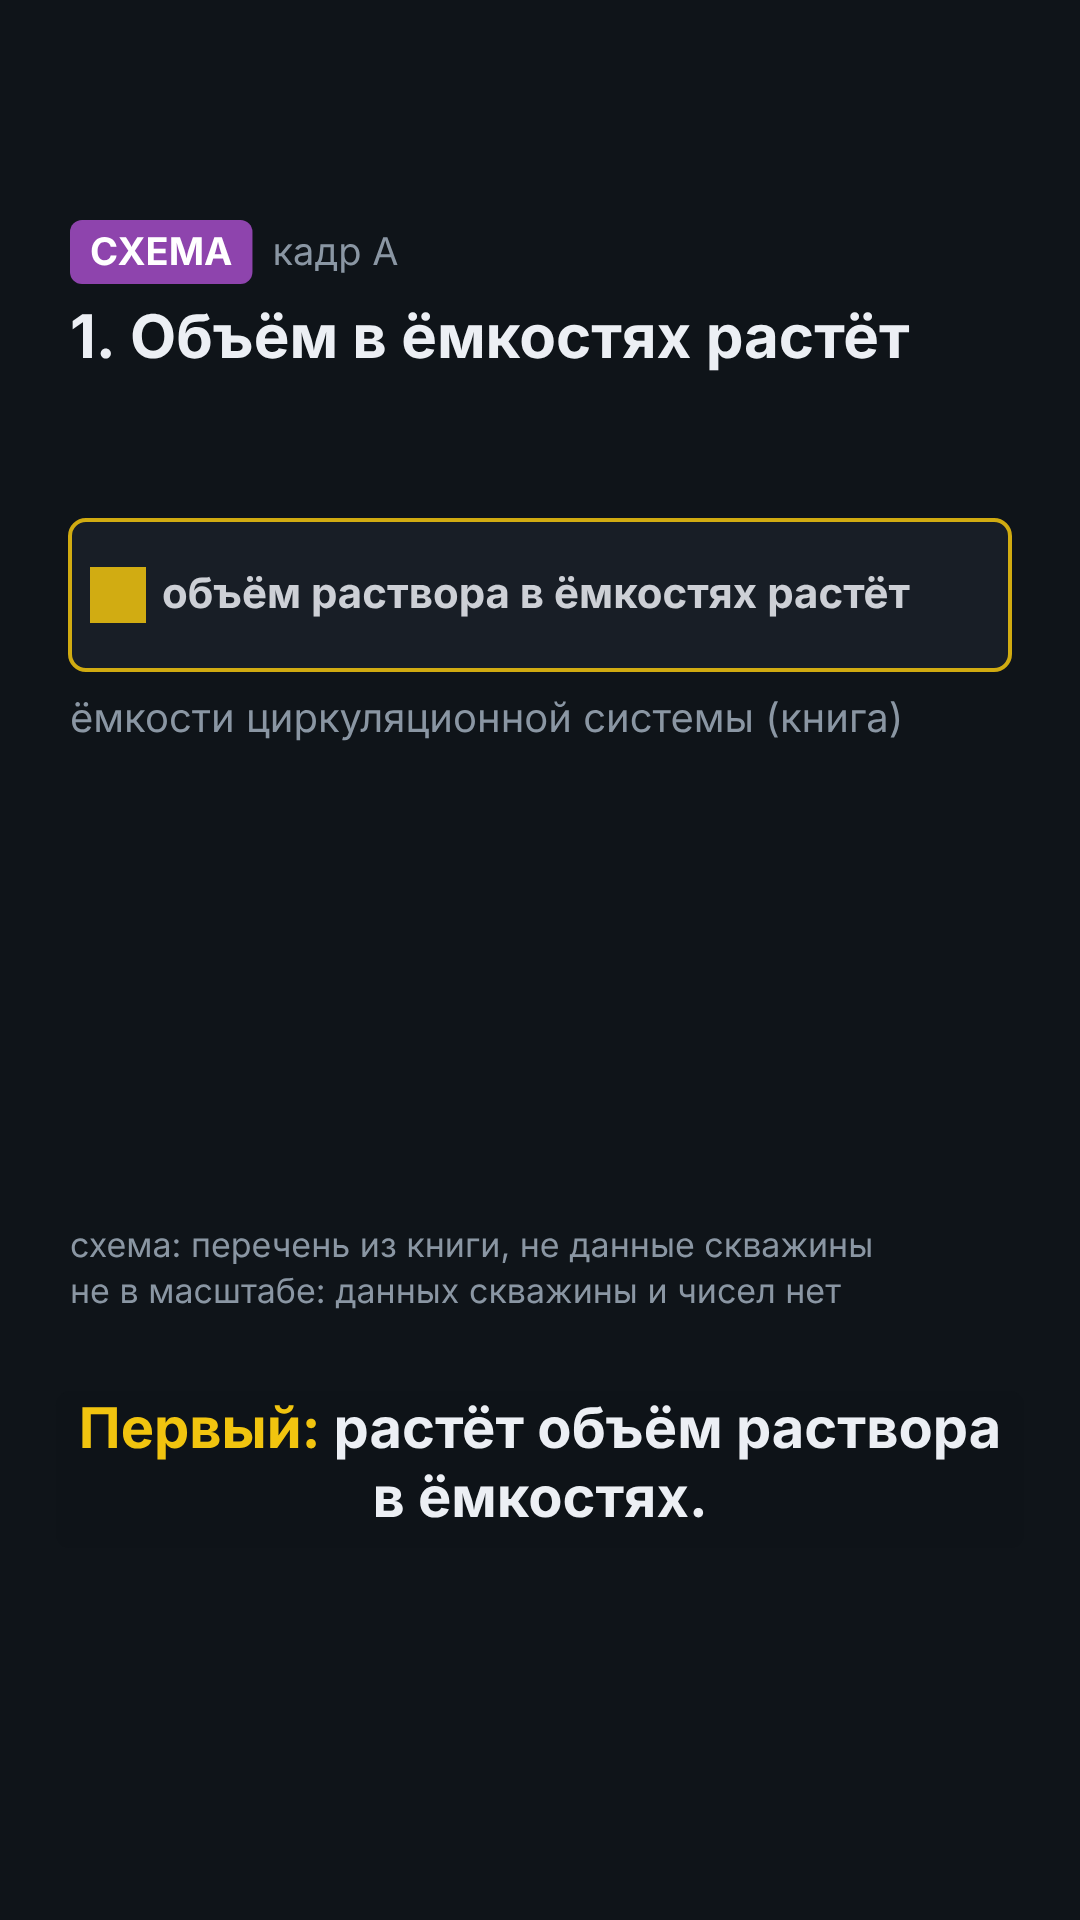 СХЕМА кадр А
1. Объём в ёмкостях растёт
объём раствора в ёмкостях растёт
ёмкости циркуляционной системы (книга)
схема: перечень из книги, не данные скважины
не в масштабе: данных скважины и чисел нет
Первый: растёт объём раствора
в ёмкостях.